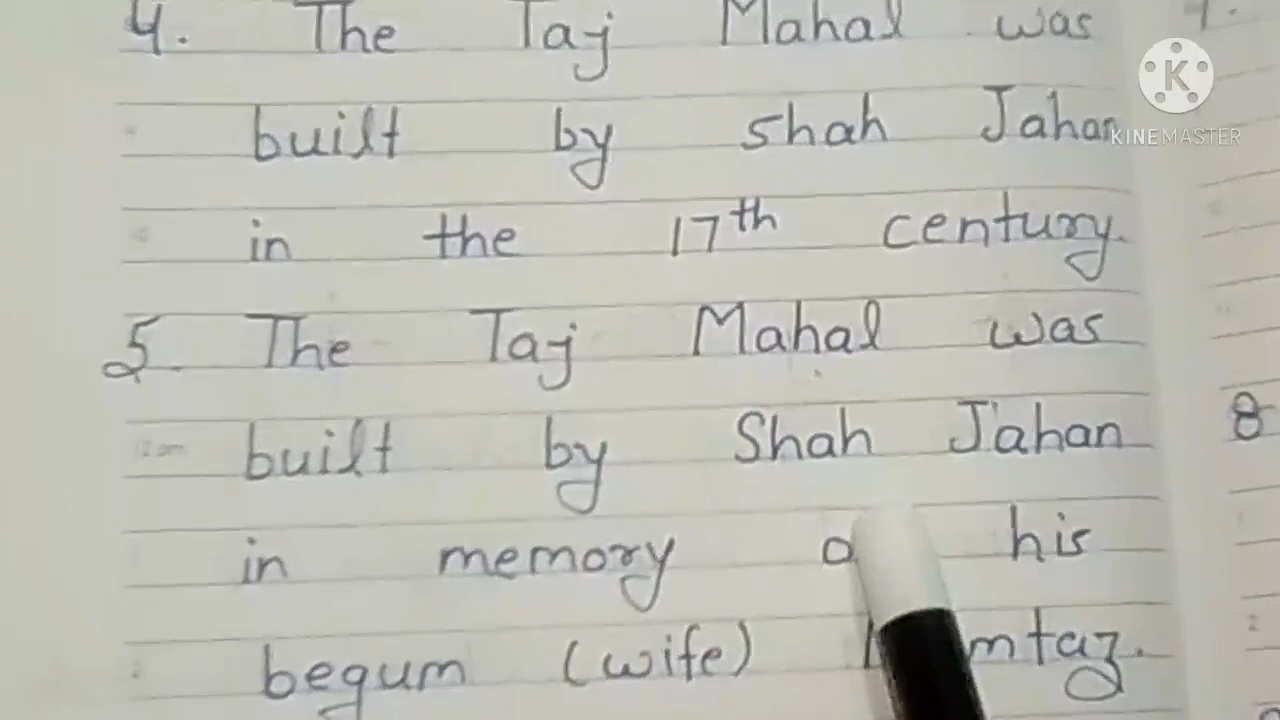 4. The Taj Mahal was
built by shah Jahan
in the 17th century.
5. The Taj Mahal was
built by Shah Jahan
in memory his
begum (wife)
8
KINEMASTER